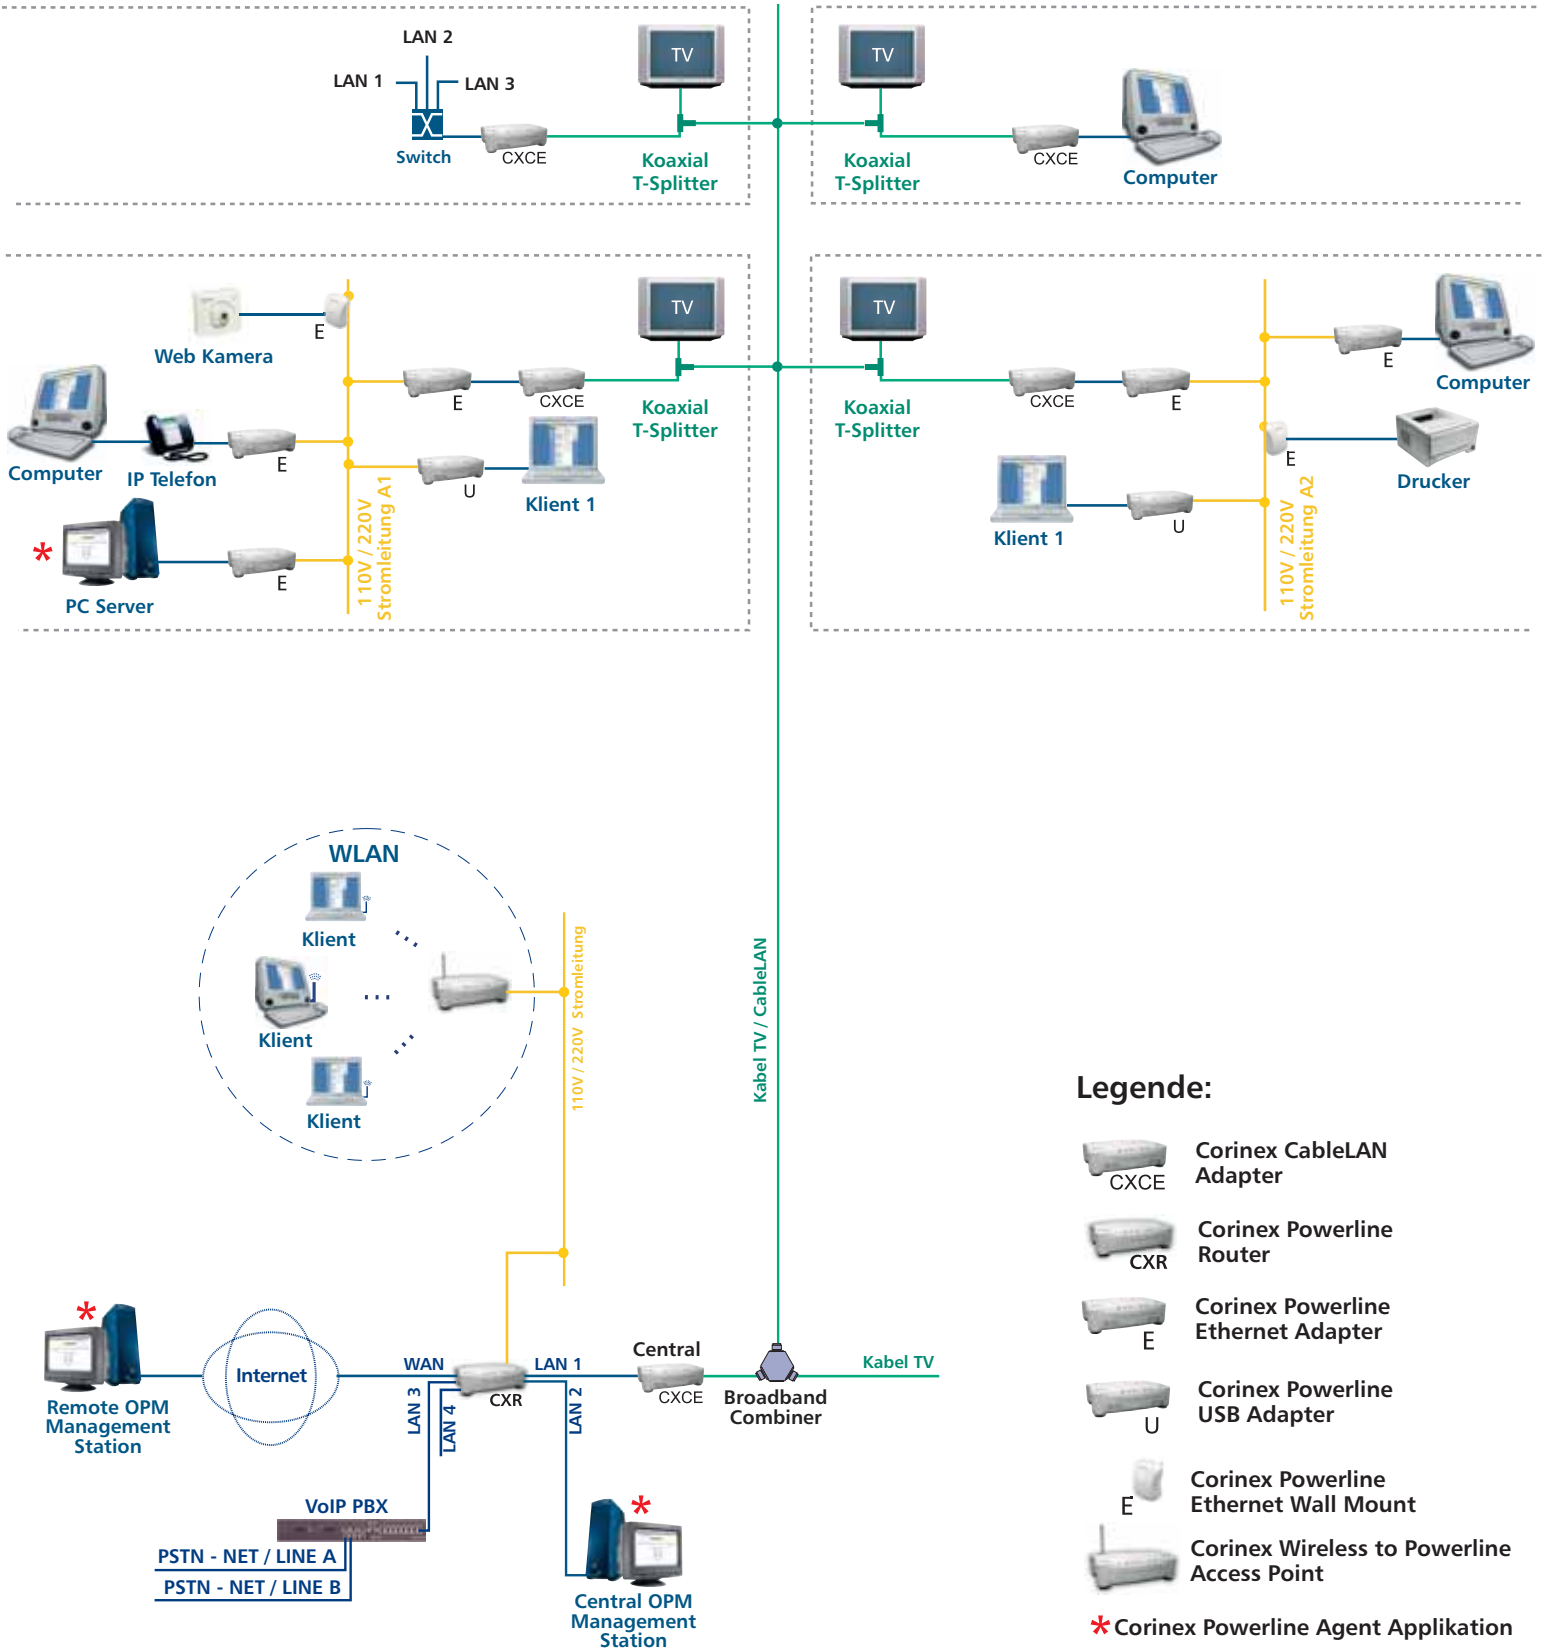 LAN 2
LAN 1
LAN 3
Switch
CXCE
TV
Koaxial
T-Splitter
TV
Koaxial
T-Splitter
CXCE
Computer
Web Kamera
E
Computer
IP Telefon
E
PC Server
*
E
110V / 220V
Stromleitung A1
E
CXCE
U
Klient 1
TV
Koaxial
T-Splitter
TV
Koaxial
T-Splitter
CXCE
E
E
Computer
E
Drucker
Klient 1
U
110V / 220V
Stromleitung A2
WLAN
Klient
Klient
Klient
110V / 220V Stromleitung
Kabel TV / CableLAN
*
Remote OPM
Management
Station
Internet
WAN
LAN 3
LAN 4
CXR
LAN 1
LAN 2
Central
CXCE
Broadband
Combiner
Kabel TV
VoIP PBX
PSTN - NET / LINE A
PSTN - NET / LINE B
*
Central OPM
Management
Station
Legende:
CXCE
Corinex CableLAN
Adapter
CXR
Corinex Powerline
Router
E
Corinex Powerline
Ethernet Adapter
U
Corinex Powerline
USB Adapter
E
Corinex Powerline
Ethernet Wall Mount
Corinex Wireless to Powerline
Access Point
* Corinex Powerline Agent Applikation